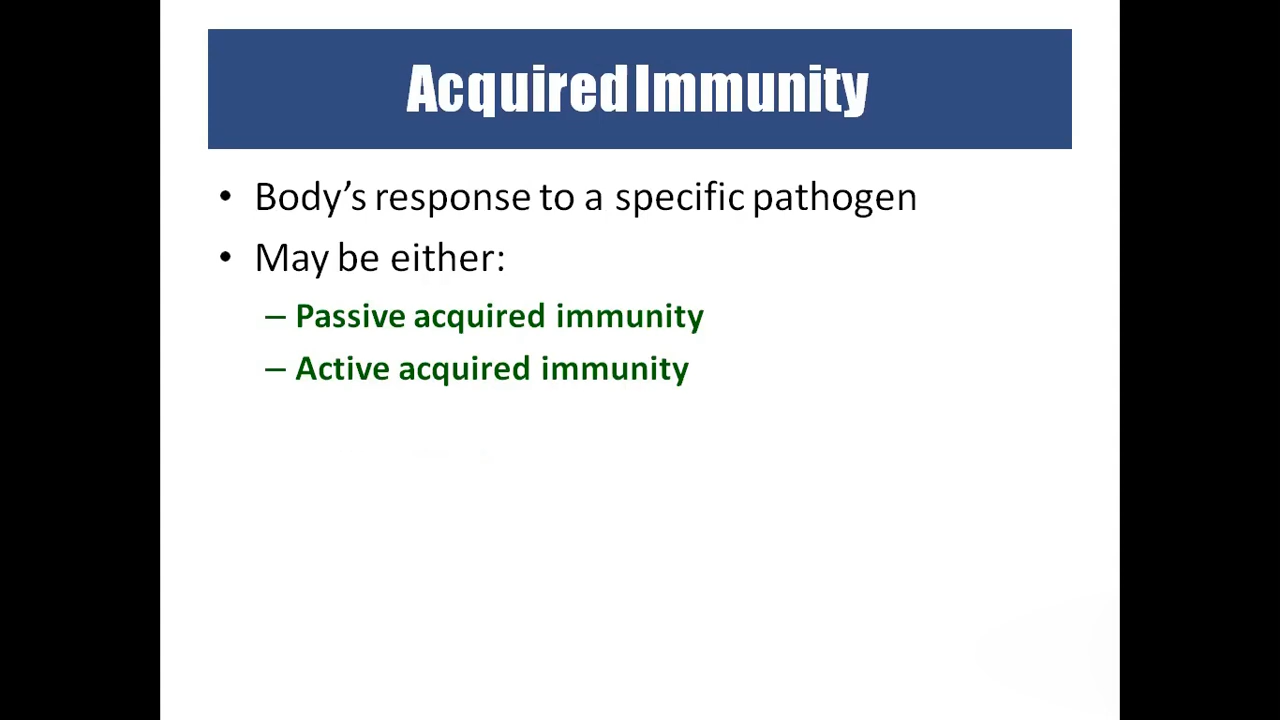 Acquired Immunity
• Body’s response to a specific pathogen
• May be either:
– Passive acquired immunity
– Active acquired immunity